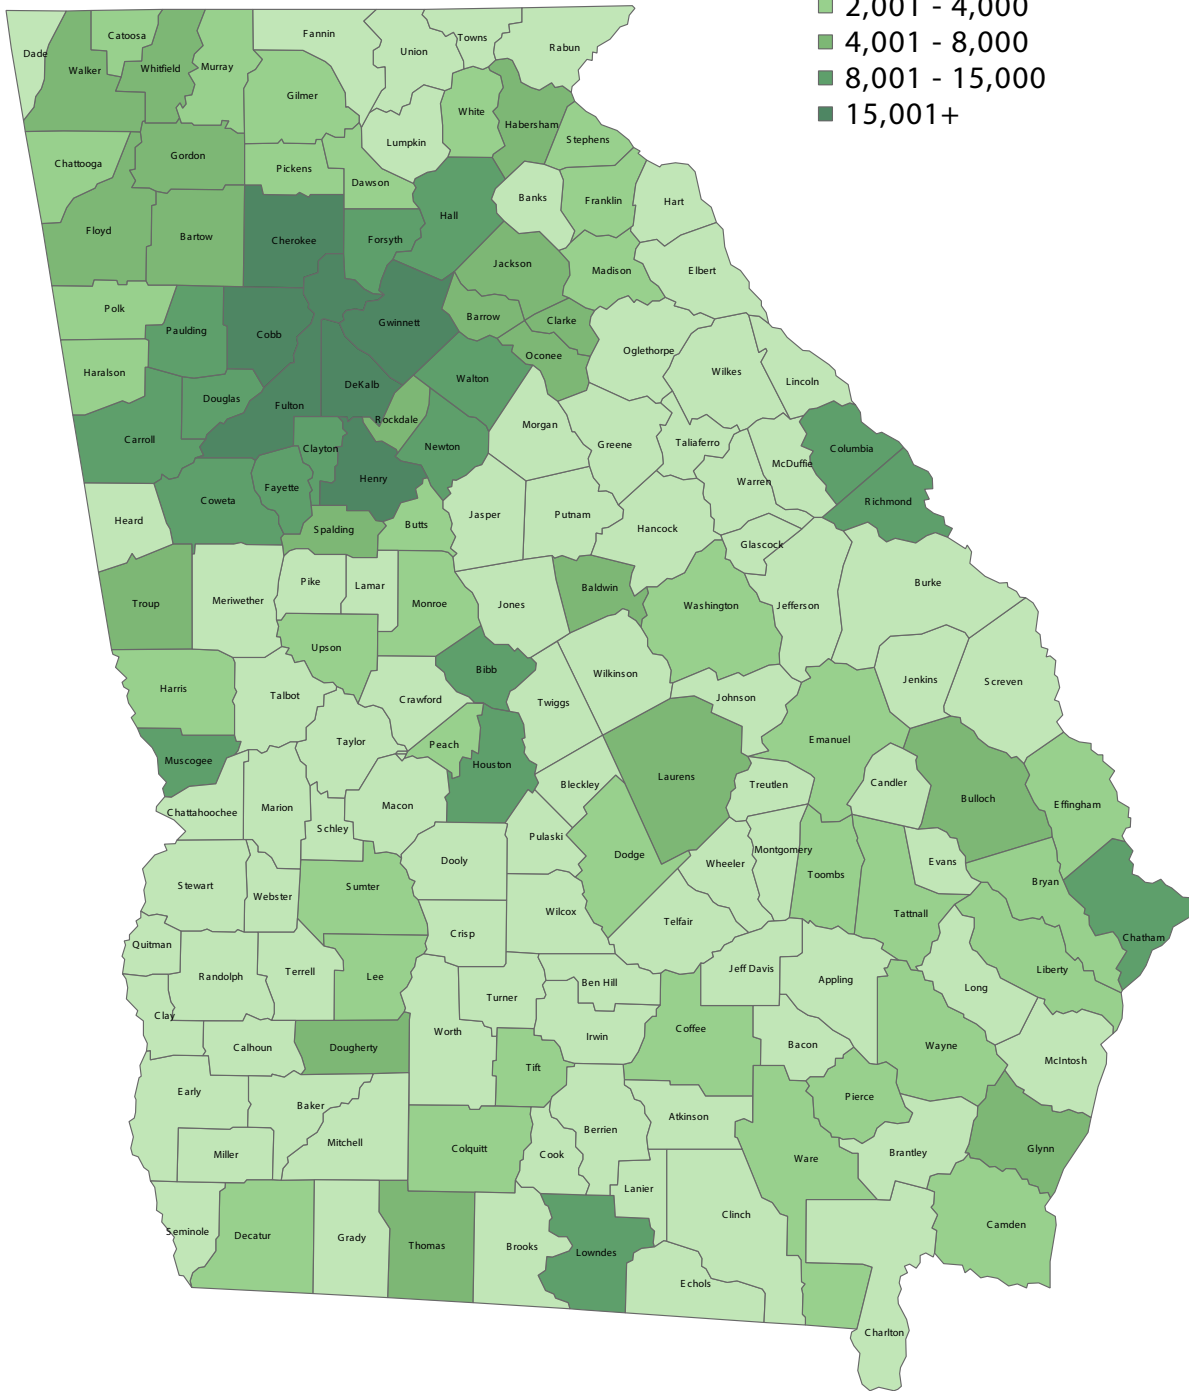 2,001 - 4,000
4,001 - 8,000
8,001 - 15,000
15,001+
Dade
Walker
Catoosa
Whitfield
Murray
Fannin
Gilmer
Union
Towns
Rabun
White
Habersham
Stephens
Lumpkin
Chattooga
Gordon
Pickens
Dawson
Hall
Banks
Franklin
Hart
Floyd
Bartow
Cherokee
Forsyth
Jackson
Madison
Elbert
Polk
Paulding
Cobb
Gwinnett
Barrow
Clarke
Oconee
Oglethorpe
Wilkes
Lincoln
Haralson
Douglas
Fulton
DeKalb
Rockdale
Walton
Morgan
Greene
Taliaferro
McDuffie
Columbia
Carroll
Clayton
Newton
Warren
Richmond
Coweta
Fayette
Henry
Heard
Spalding
Butts
Jasper
Putnam
Hancock
Glascock
Burke
Troup
Meriwether
Pike
Lamar
Monroe
Jones
Baldwin
Washington
Jefferson
Upson
Bibb
Wilkinson
Jenkins
Screven
Harris
Talbot
Crawford
Twiggs
Johnson
Taylor
Peach
Houston
Emanuel
Muscogee
Bleckley
Laurens
Treutlen
Candler
Bulloch
Effingham
Chattahoochee
Marion
Schley
Macon
Pulaski
Dodge
Wheeler
Montgomery
Toombs
Evans
Bryan
Stewart
Webster
Sumter
Dooly
Wilcox
Telfair
Tattnall
Chatham
Quitman
Randolph
Terrell
Lee
Crisp
Turner
Ben Hill
Jeff Davis
Appling
Long
Liberty
Clay
Calhoun
Dougherty
Worth
Irwin
Coffee
Bacon
Wayne
McIntosh
Early
Baker
Tift
Pierce
Miller
Mitchell
Colquitt
Cook
Berrien
Atkinson
Ware
Brantley
Glynn
Seminole
Decatur
Grady
Thomas
Brooks
Lowndes
Lanier
Clinch
Echols
Camden
Charlton